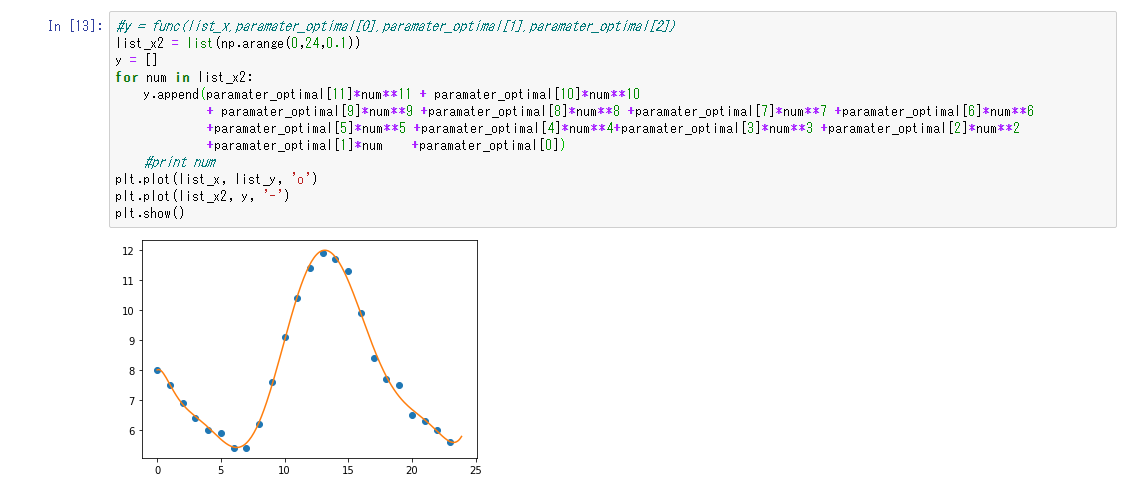 In [13]: #y = func(list_x,paramater_optimal[0],paramater_optimal[1],paramater_optimal[2])
list_x2 = list(np.arange(0,24,0.1))
y = []
for num in list_x2:
    y.append(paramater_optimal[11]*num**11 + paramater_optimal[10]*num**10
             + paramater_optimal[9]*num**9 +paramater_optimal[8]*num**8 +paramater_optimal[7]*num**7 +paramater_optimal[6]*num**6
             +paramater_optimal[5]*num**5 +paramater_optimal[4]*num**4+paramater_optimal[3]*num**3 +paramater_optimal[2]*num**2
             +paramater_optimal[1]*num    +paramater_optimal[0])
    #print num
plt.plot(list_x, list_y, 'o')
plt.plot(list_x2, y, '-')
plt.show()
12
11
10
9
8
7
6
0 5 10 15 20 25